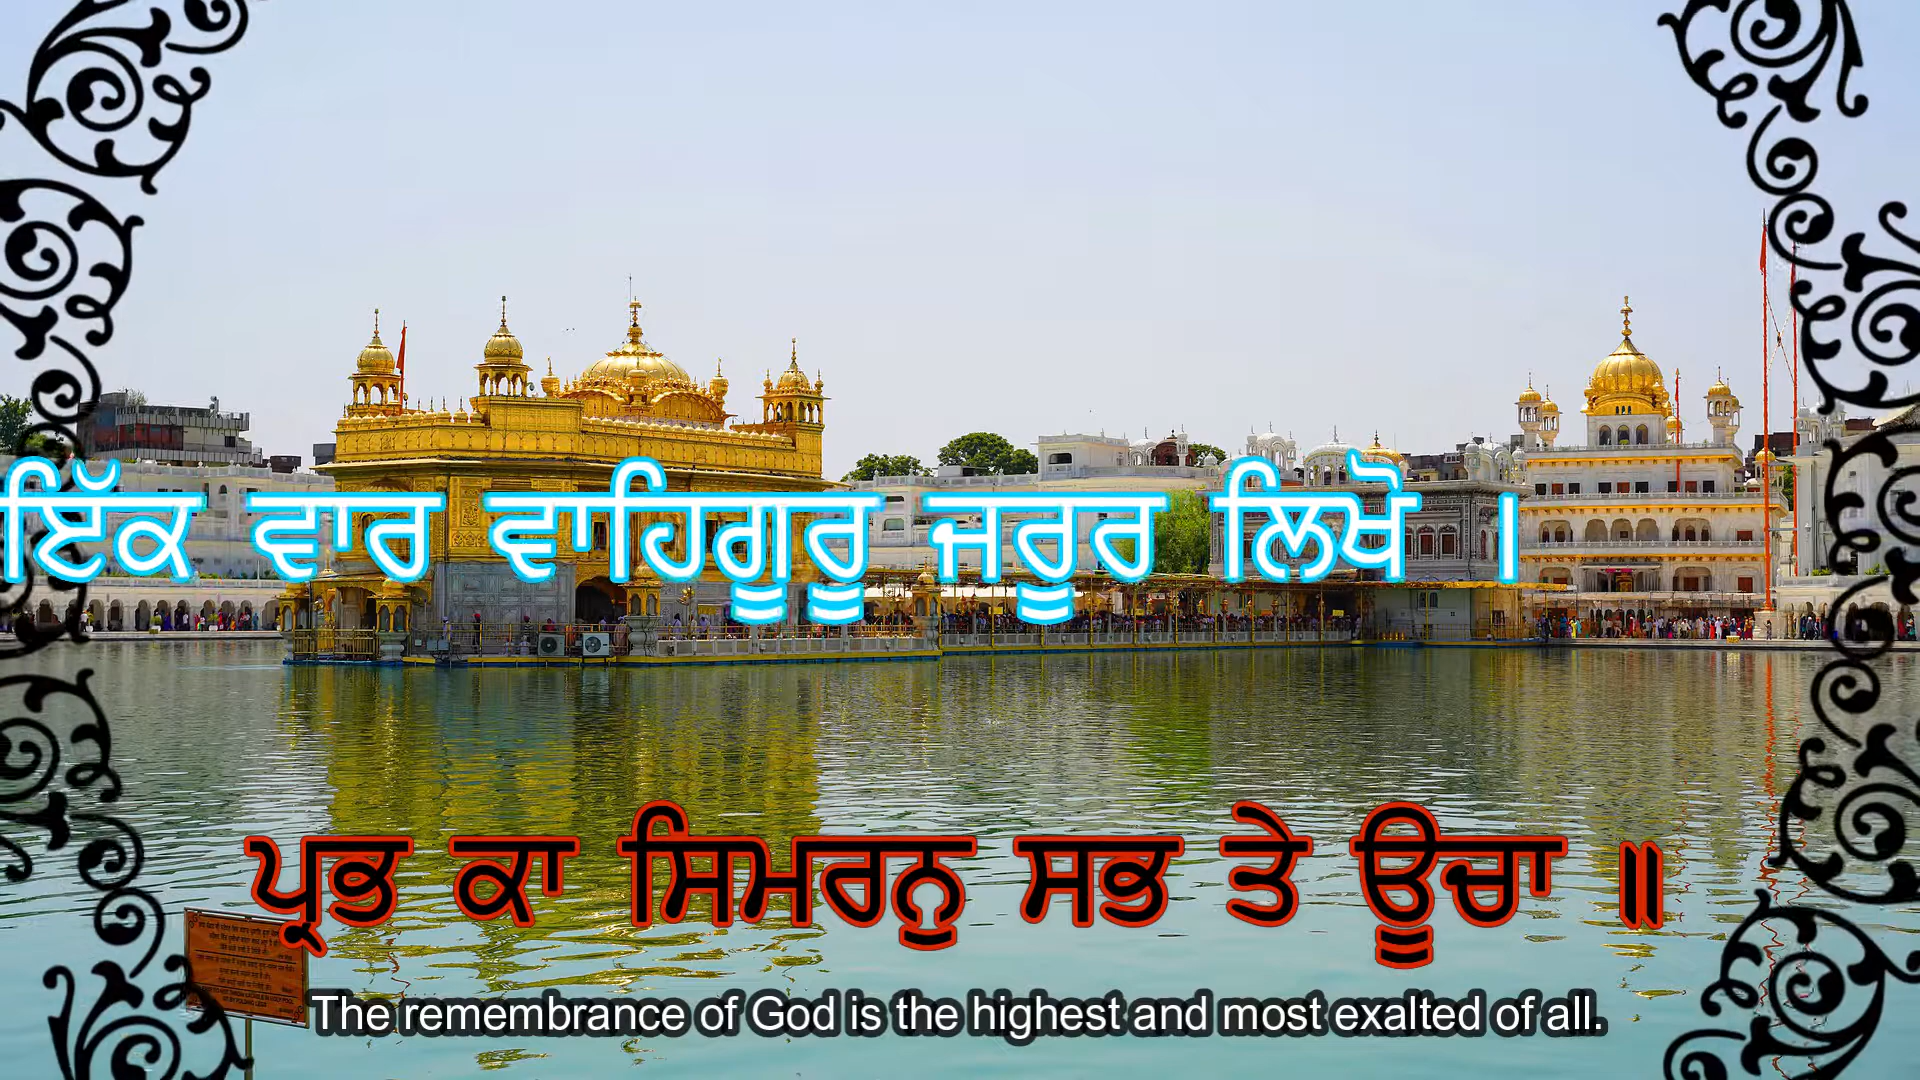 ਇੱਕ ਵਾਰ ਵਾਹਿਗੂਰੂ ਜਰੂਰ ਲਿਖੋ ।
ਪ੍ਰਭ ਕਾ ਸਿਮਰਨੁ ਸਭ ਤੇ ਊਚਾ ॥
The remembrance of God is the highest and most exalted of all.